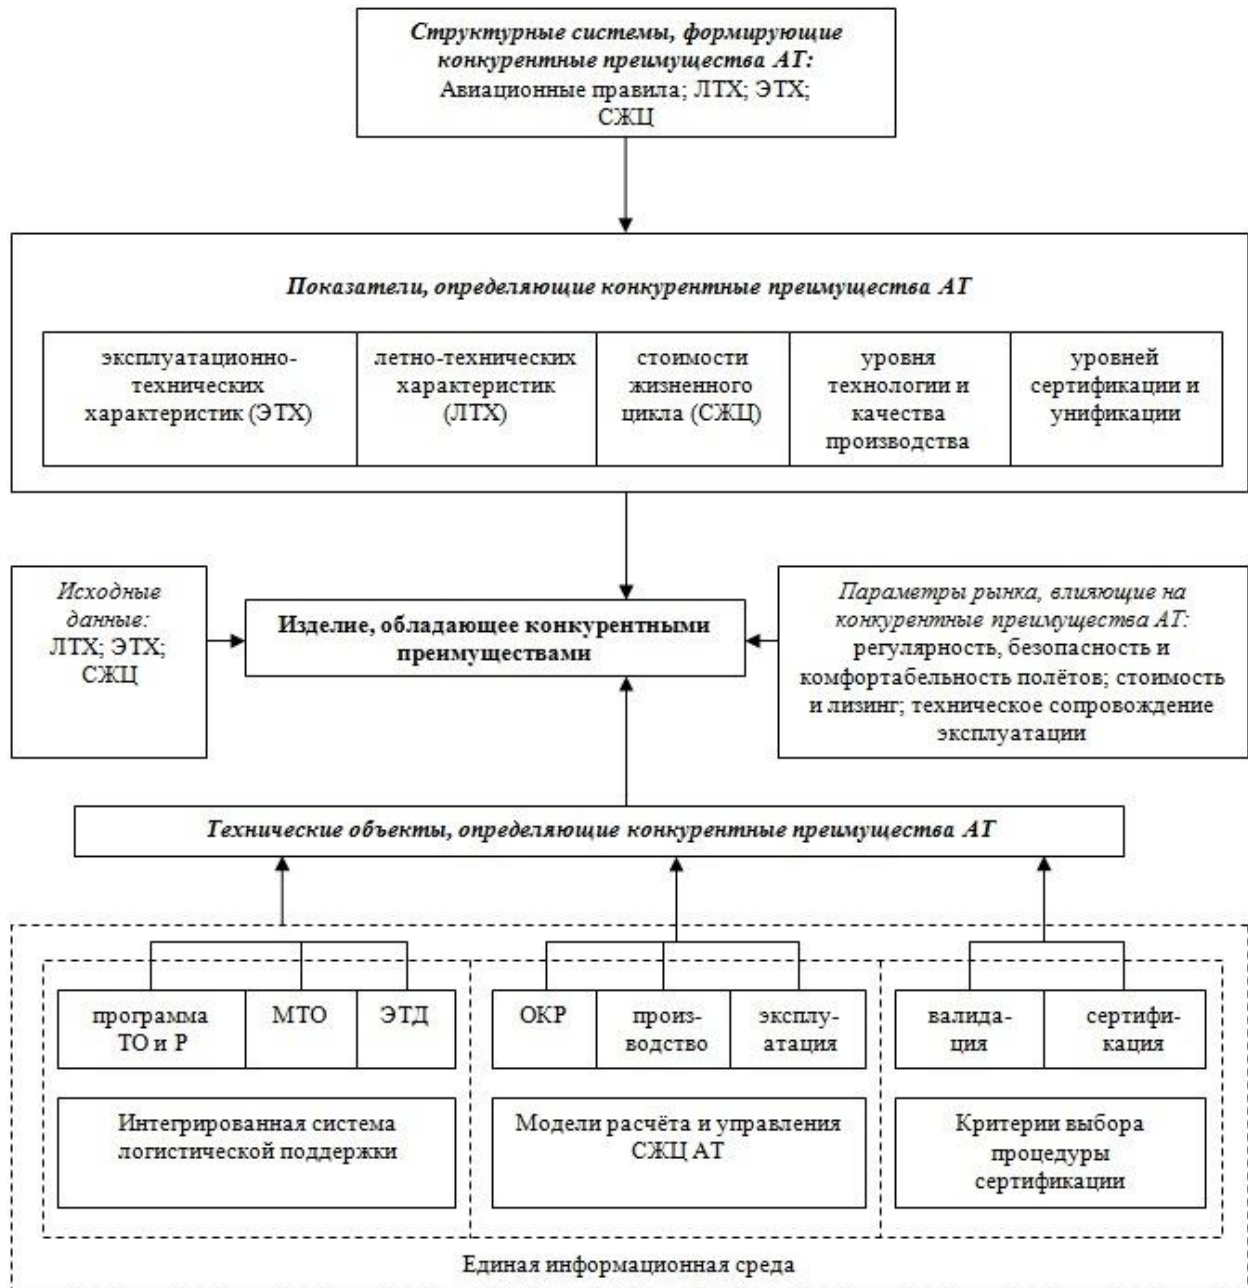 Структурные системы, формирующие
конкурентные преимущества АТ:
Авиационные правила; ЛТХ; ЭТХ;
СЖЦ
Показатели, определяющие конкурентные преимущества АТ
эксплуатационно-
технических
характеристик (ЭТХ)
летно-технических
характеристик
(ЛТХ)
стоимости
жизненного
цикла (СЖЦ)
уровня
технологии и
качества
производства
уровней
сертификации и
унификации
Исходные
данные:
ЛТХ; ЭТХ;
СЖЦ
Изделие, обладающее конкурентными
преимуществами
Параметры рынка, влияющие на
конкурентные преимущества АТ:
регулярность, безопасность и
комфортабельность полётов; стоимость
и лизинг; техническое сопровождение
эксплуатации
Технические объекты, определяющие конкурентные преимущества АТ
программа
ТО и Р
МТО
ЭТД
ОКР
произ-
водство
эксплу-
атация
валида-
ция
сертифи-
кация
Интегрированная система
логистической поддержки
Модели расчёта и управления
СЖЦ АТ
Критерии выбора
процедуры
сертификации
Единая информационная среда